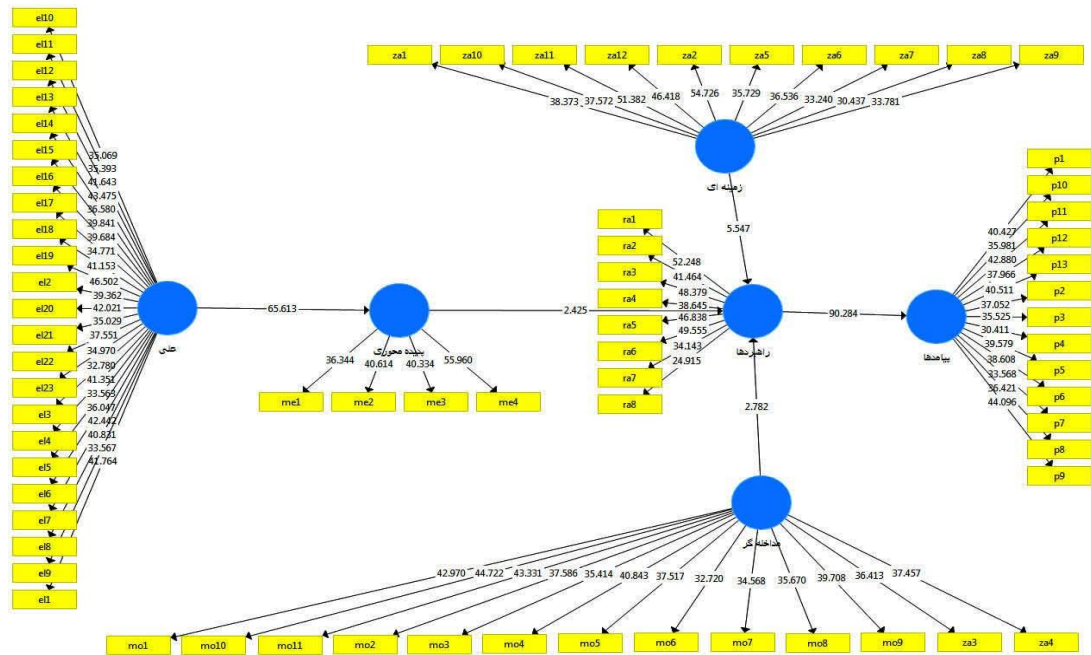 el10
el11
el12
el13
el14
el15
el16
el17
el18
el19
el2
el20
el21
el22
el23
el3
el4
el5
el6
el7
el8
el9
el1
35.069
35.393
41.643
43.475
36.580
39.841
39.684
34.771
41.153
46.502
39.362
42.021
35.029
37.551
34.970
32.780
41.351
33.563
36.047
42.442
40.831
33.567
41.764
علی
65.613
پدیده محوری
36.344 40.614 40.334 55.960
me1 me2 me3 me4
2.425
za1 za10 za11 za12 za2 za5 za6 za7 za8 za9
38.373 37.572 51.382 46.418 54.726 35.729 36.536 33.240 30.437 33.781
زمینه ای
5.547
ra1
ra2
ra3
ra4
ra5
ra6
ra7
ra8
52.248
41.464
48.379
38.645
46.838
49.555
34.143
24.915
راهبردها
90.284
پیامدها
40.427
35.981
42.880
37.966
40.511
37.052
35.525
30.411
39.579
38.608
33.568
36.421
44.096
p1
p10
p11
p12
p13
p2
p3
p4
p5
p6
p7
p8
p9
2.782
مداخله گر
42.970 44.722 43.331 37.586 35.414 40.843 37.517 32.720 34.568 35.670 39.708 36.413 37.457
mo1 mo10 mo11 mo2 mo3 mo4 mo5 mo6 mo7 mo8 mo9 za3 za4